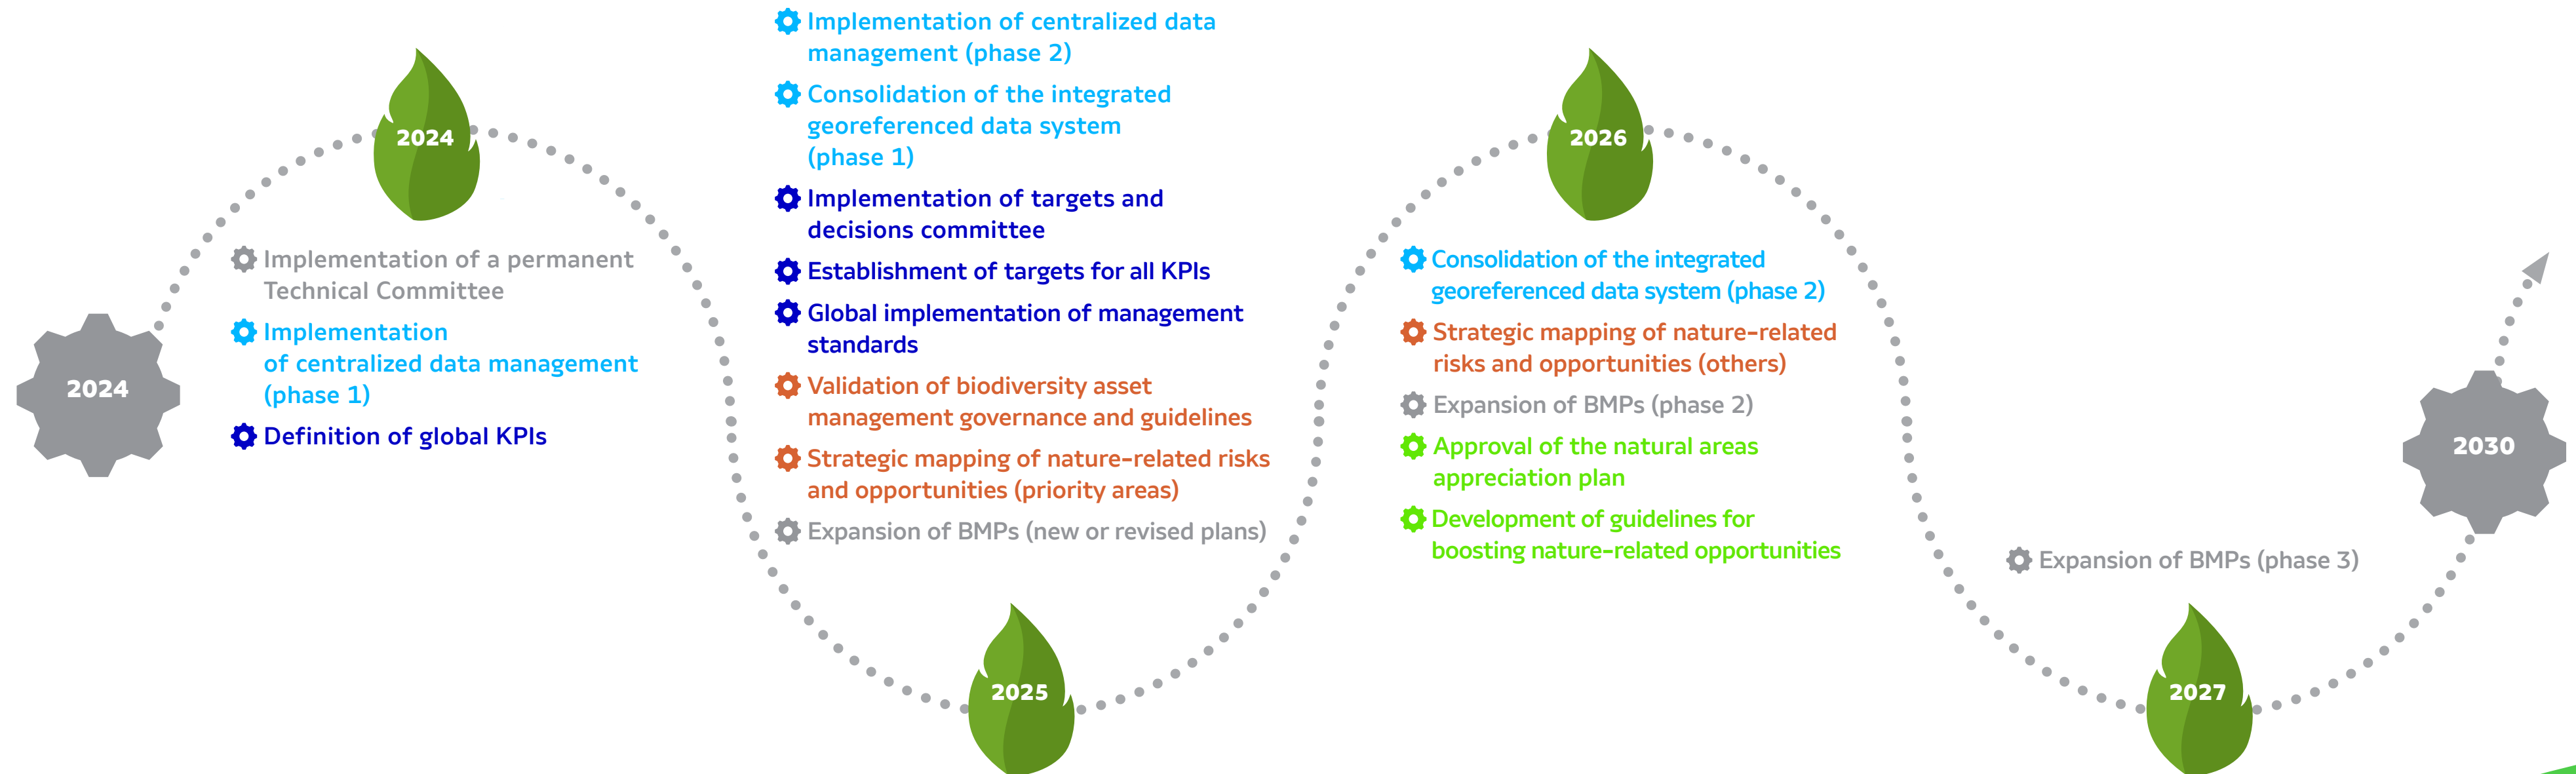 2024
2024
Implementation of a permanent
Technical Committee
Implementation
of centralized data management
(phase 1)
Definition of global KPIs
Implementation of centralized data
management (phase 2)
Consolidation of the integrated
georeferenced data system
(phase 1)
Implementation of targets and
decisions committee
Establishment of targets for all KPIs
Global implementation of management
standards
Validation of biodiversity asset
management governance and guidelines
Strategic mapping of nature-related risks
and opportunities (priority areas)
Expansion of BMPs (new or revised plans)
2025
2026
Consolidation of the integrated
georeferenced data system (phase 2)
Strategic mapping of nature-related
risks and opportunities (others)
Expansion of BMPs (phase 2)
Approval of the natural areas
appreciation plan
Development of guidelines for
boosting nature-related opportunities
Expansion of BMPs (phase 3)
2027
2030